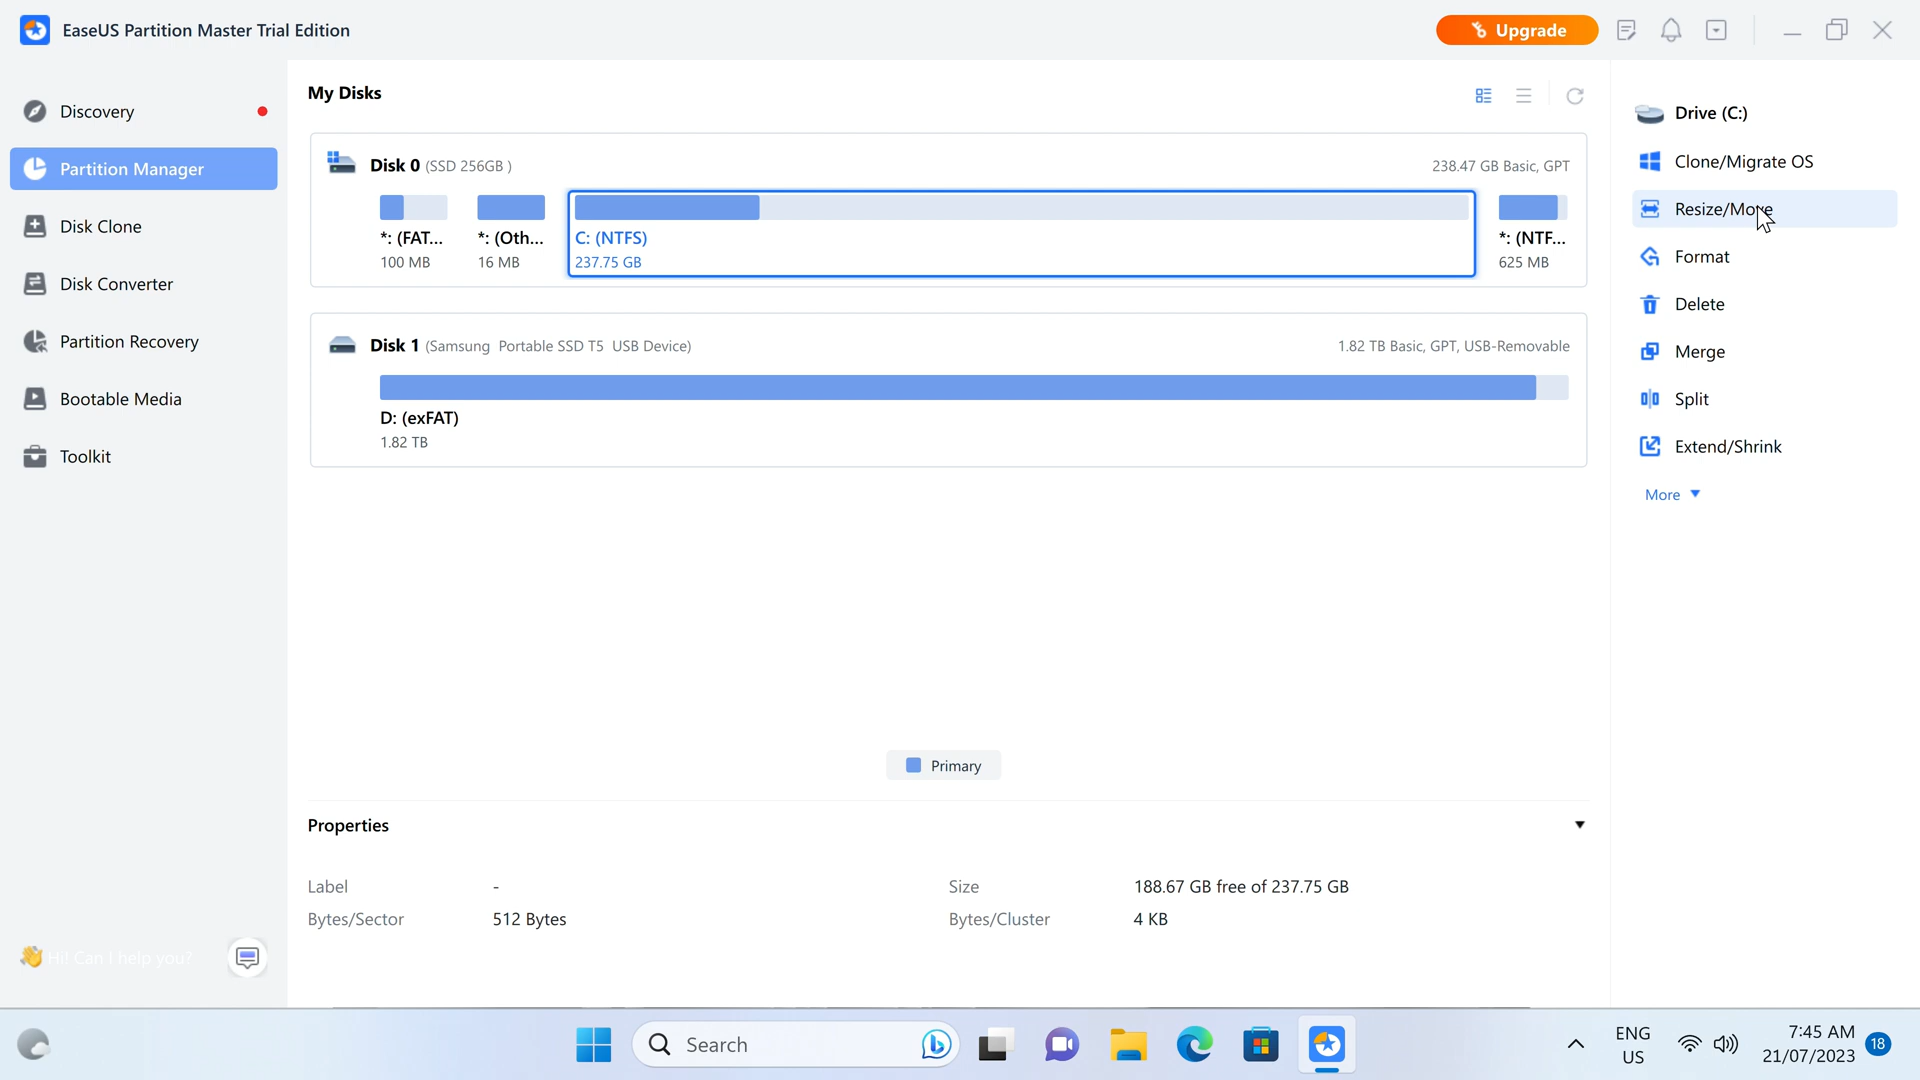 EaseUS Partition Master Trial Edition
Upgrade
Discovery
Partition Manager
Disk Clone
Disk Converter
Partition Recovery
Bootable Media
Toolkit
👋 Hi! Can I help you?
My Disks
Disk 0 (SSD 256GB )
238.47 GB Basic, GPT
*: (FAT...
100 MB
*: (Oth...
16 MB
C: (NTFS)
237.75 GB
*: (NTF...
625 MB
Disk 1 (Samsung Portable SSD T5 USB Device)
1.82 TB Basic, GPT, USB-Removable
D: (exFAT)
1.82 TB
Primary
Properties
Label -
Size 188.67 GB free of 237.75 GB
Bytes/Sector 512 Bytes
Bytes/Cluster 4 KB
Drive (C:)
Clone/Migrate OS
Resize/Move
Format
Delete
Merge
Split
Extend/Shrink
More
Search
ENG
US
7:45 AM
21/07/2023
18